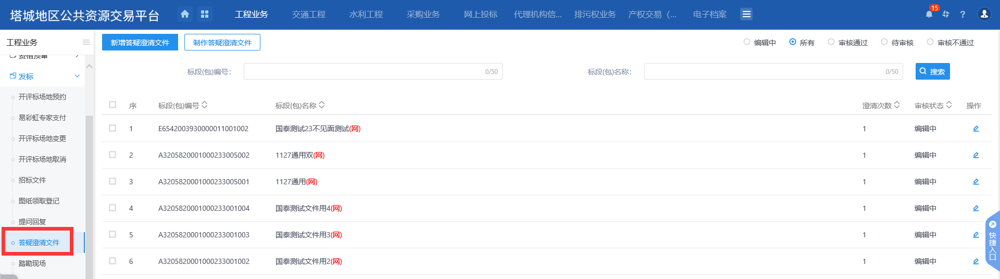 塔城地区公共资源交易平台 工程业务 交通工程 水利工程 采购业务 网上投标 代理机构信... 排污权业务 产权交易（... 电子档案 15 ?
工程业务
资格预审
发标
开评标场地预约
易彩虹专家支付
开评标场地变更
开评标场地取消
招标文件
图纸领取登记
提问回复
答疑澄清文件
踏勘现场
新增答疑澄清文件 制作答疑澄清文件 编辑中 所有 审核通过 待审核 审核不通过
标段(包)编号： 0/50 标段(包)名称： 0/50 搜索
序 标段(包)编号 标段(包)名称 澄清次数 审核状态 操作
1 E6542003930000011001002 国泰测试23不见面测试(网) 1 编辑中
2 A3205820001000233005002 1127通用双(网) 1 编辑中
3 A3205820001000233005001 1127通用(网) 1 编辑中
4 A3205820001000233001004 国泰测试文件用4(网) 1 编辑中
5 A3205820001000233001003 国泰测试文件用3(网) 1 编辑中
6 A3205820001000233001002 国泰测试文件用2(网) 1 编辑中
快捷入口